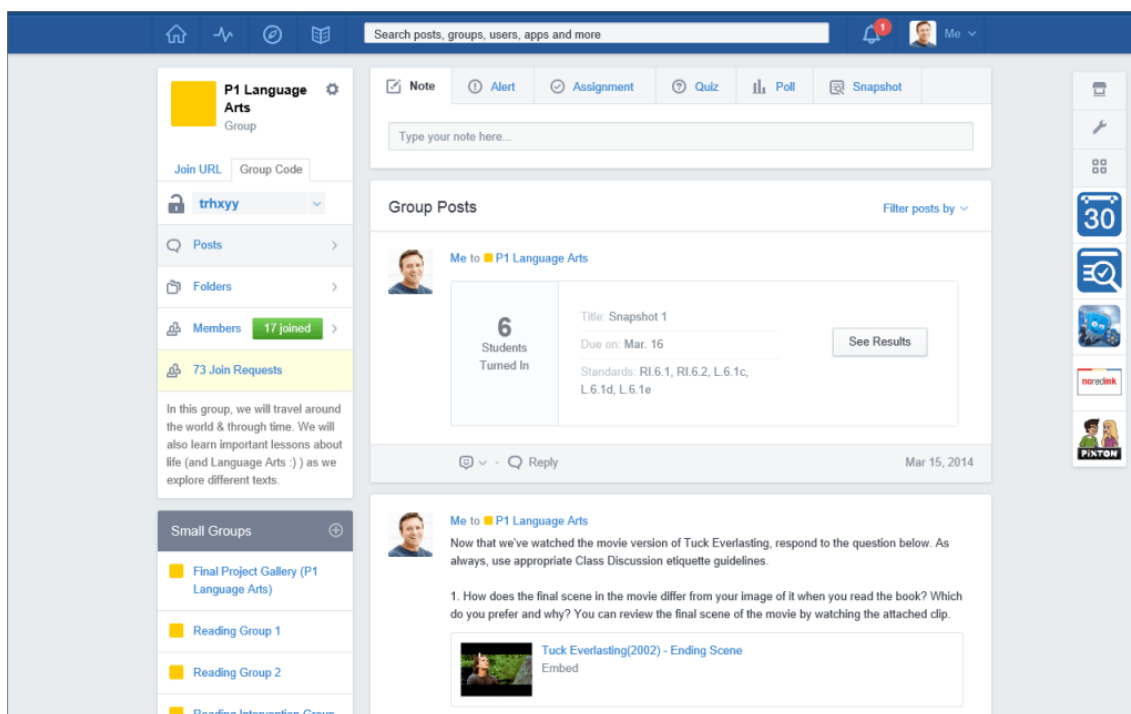 Search posts, groups, users, apps and more
1
Me
P1 Language
Arts
Group
Join URL
Group Code
trhxyy
Posts
Folders
Members
17 joined
73 Join Requests
In this group, we will travel around
the world & through time. We will
also learn important lessons about
life (and Language Arts :) ) as we
explore different texts.
Small Groups
Final Project Gallery (P1
Language Arts)
Reading Group 1
Reading Group 2
Reading Intervention Group
Note
Alert
Assignment
Quiz
Poll
Snapshot
Type your note here...
Group Posts
Filter posts by
Me to P1 Language Arts
6
Students
Turned In
Title: Snapshot 1
Due on: Mar. 16
Standards: RI.6.1, RI.6.2, L.6.1c,
L.6.1d, L.6.1e
See Results
Reply
Mar 15, 2014
Me to P1 Language Arts
Now that we've watched the movie version of Tuck Everlasting, respond to the question below. As
always, use appropriate Class Discussion etiquette guidelines.
1. How does the final scene in the movie differ from your image of it when you read the book? Which
do you prefer and why? You can review the final scene of the movie by watching the attached clip.
Tuck Everlasting(2002) - Ending Scene
Embed
30
noredink
PIXTON